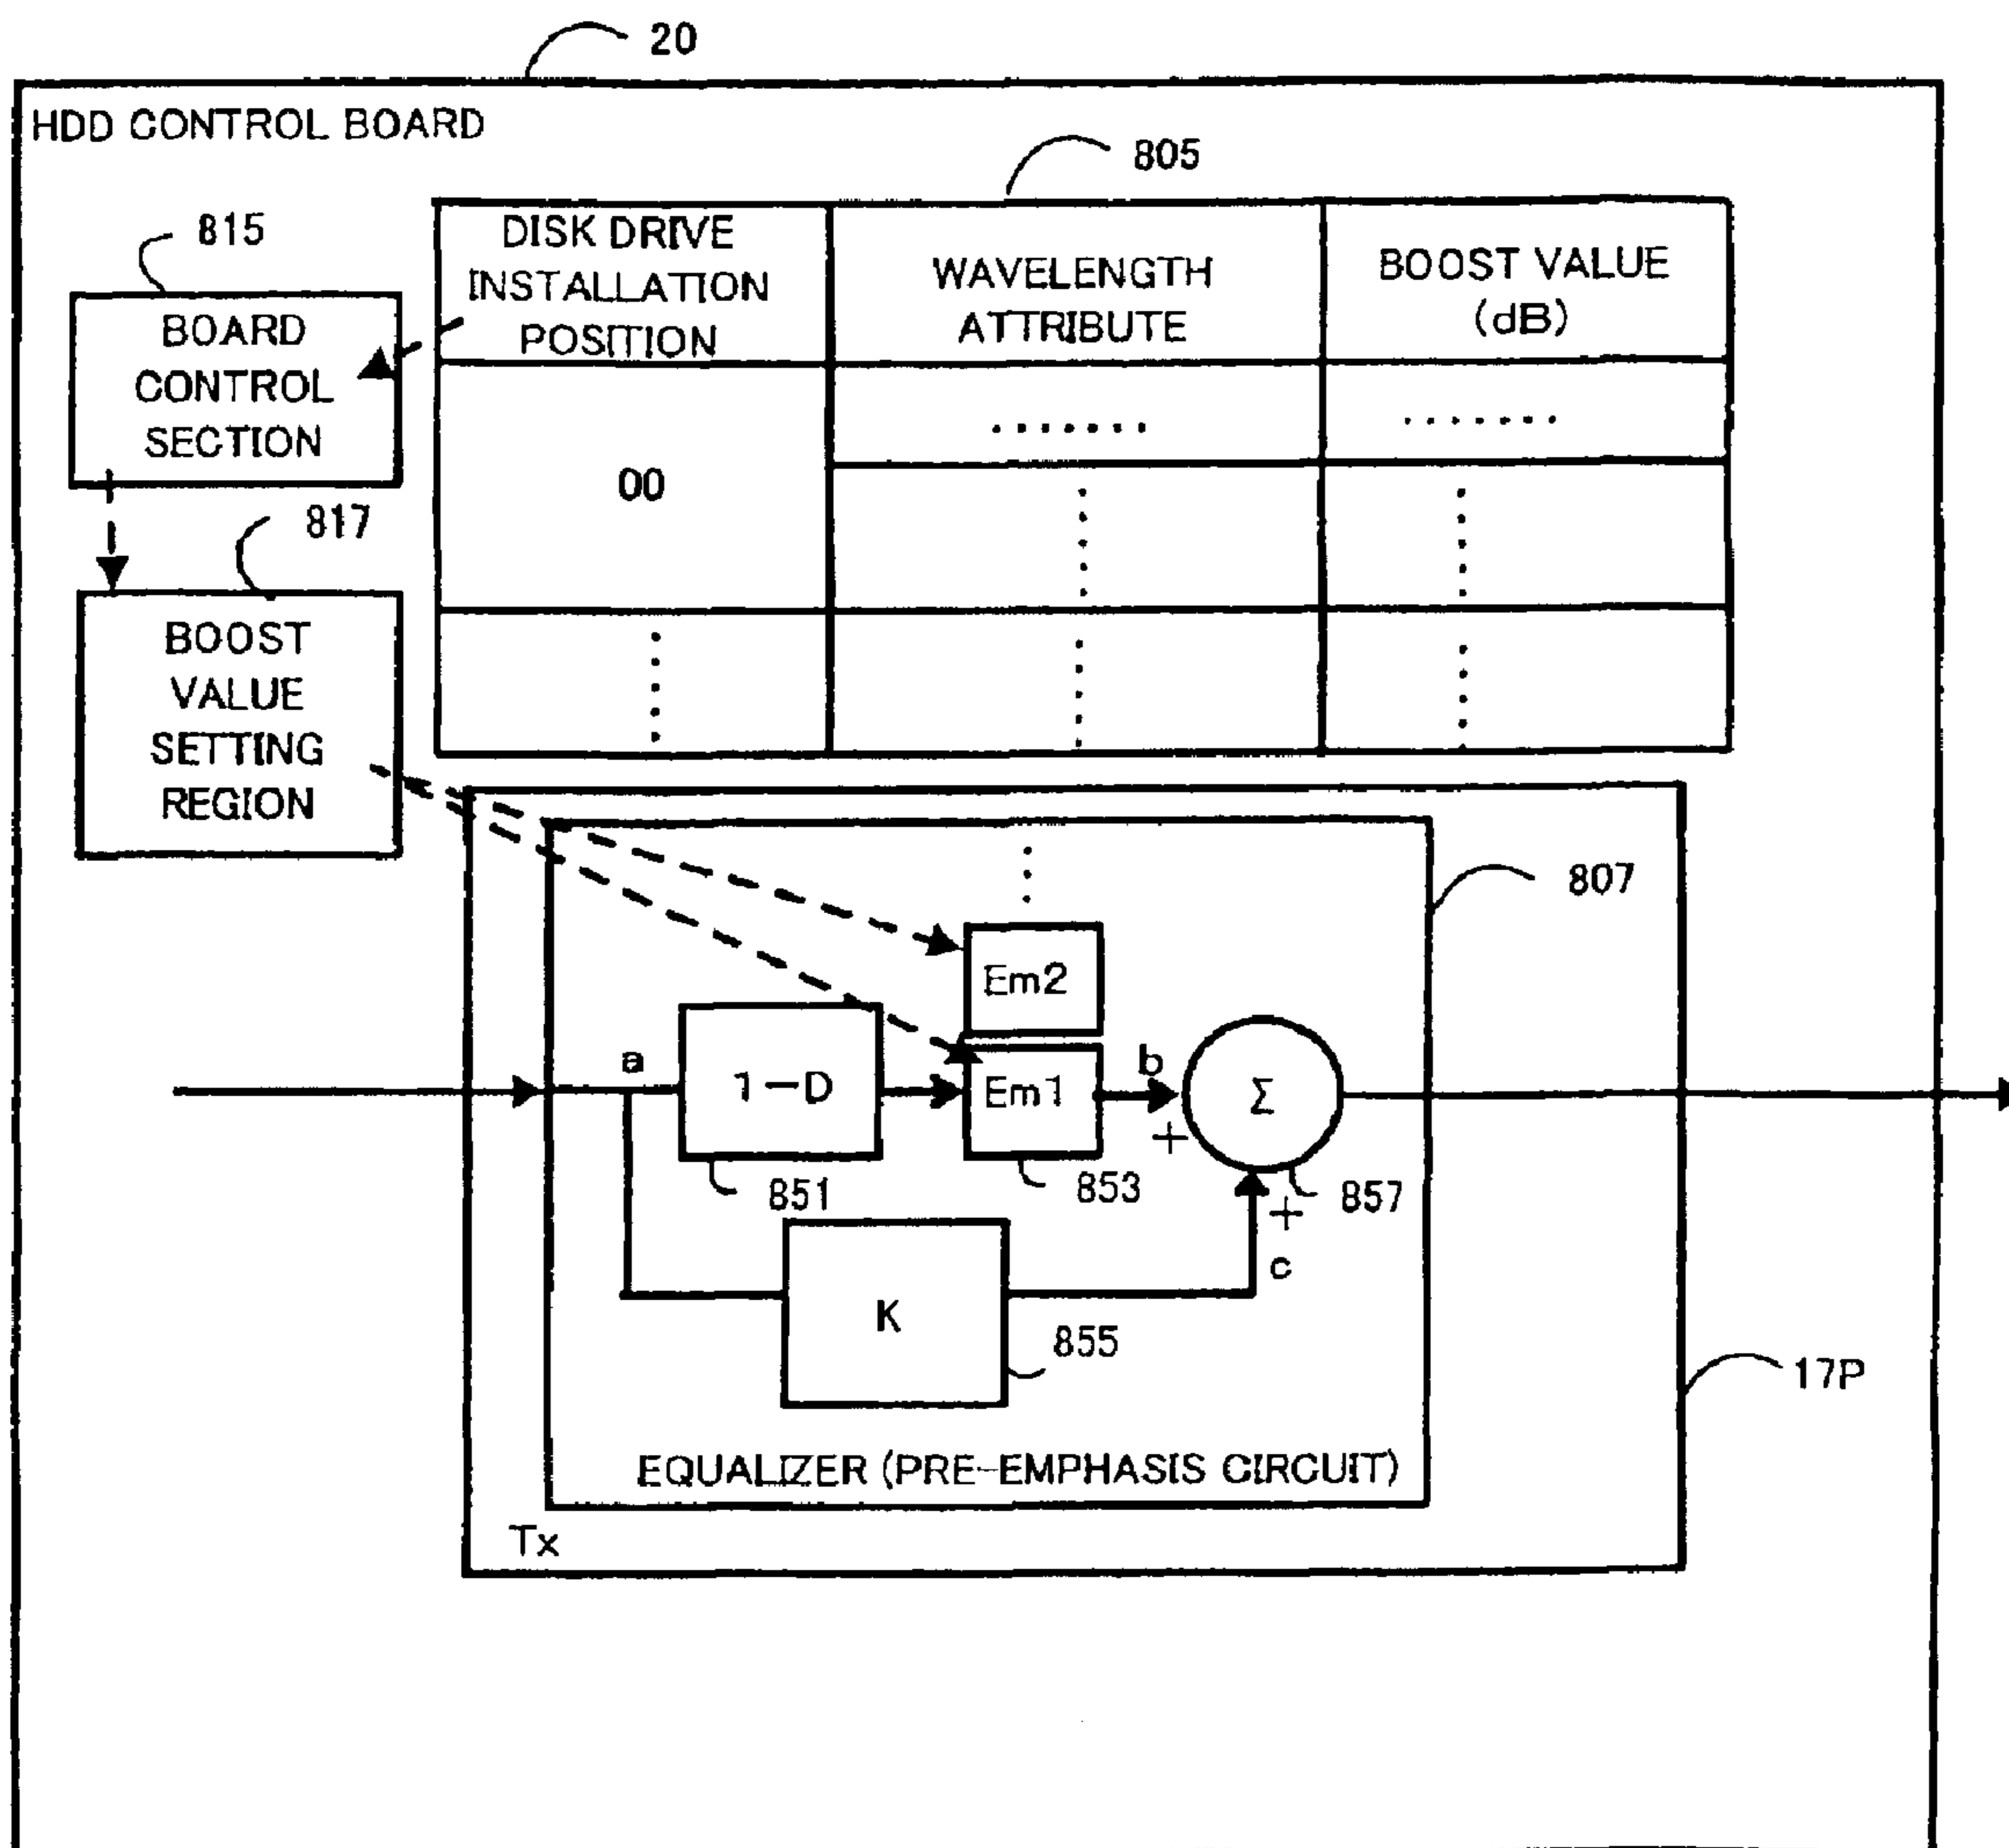 20
HDD CONTROL BOARD
805
815
DISK DRIVE
INSTALLATION
POSITION
WAVELENGTH
ATTRIBUTE
BOOST VALUE
(dB)
BOARD
CONTROL
SECTION
.......
.......
00
817
BOOST
VALUE
SETTING
REGION
807
Em2
a
1-D
Em1
b
+
Σ
851
853
857
+
c
K
855
17P
EQUALIZER (PRE-EMPHASIS CIRCUIT)
Tx